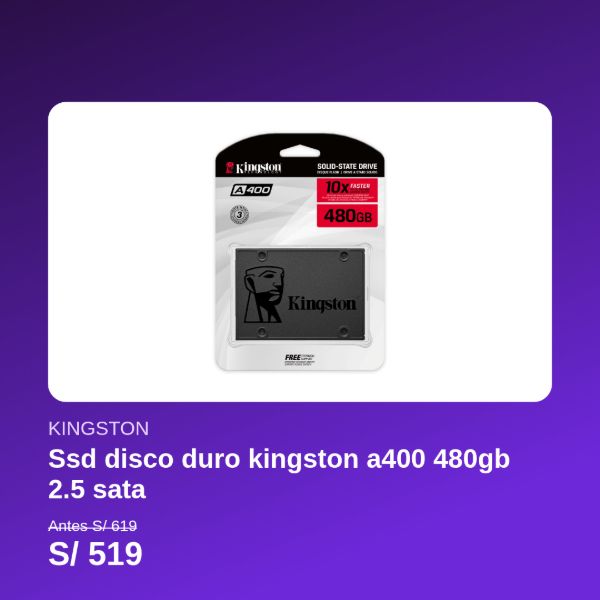 Kingston
SOLID-STATE DRIVE
A400
10x FASTER
480GB
3
Kingston
FREE
KINGSTON
Ssd disco duro kingston a400 480gb
2.5 sata
Antes S/ 619
S/ 519